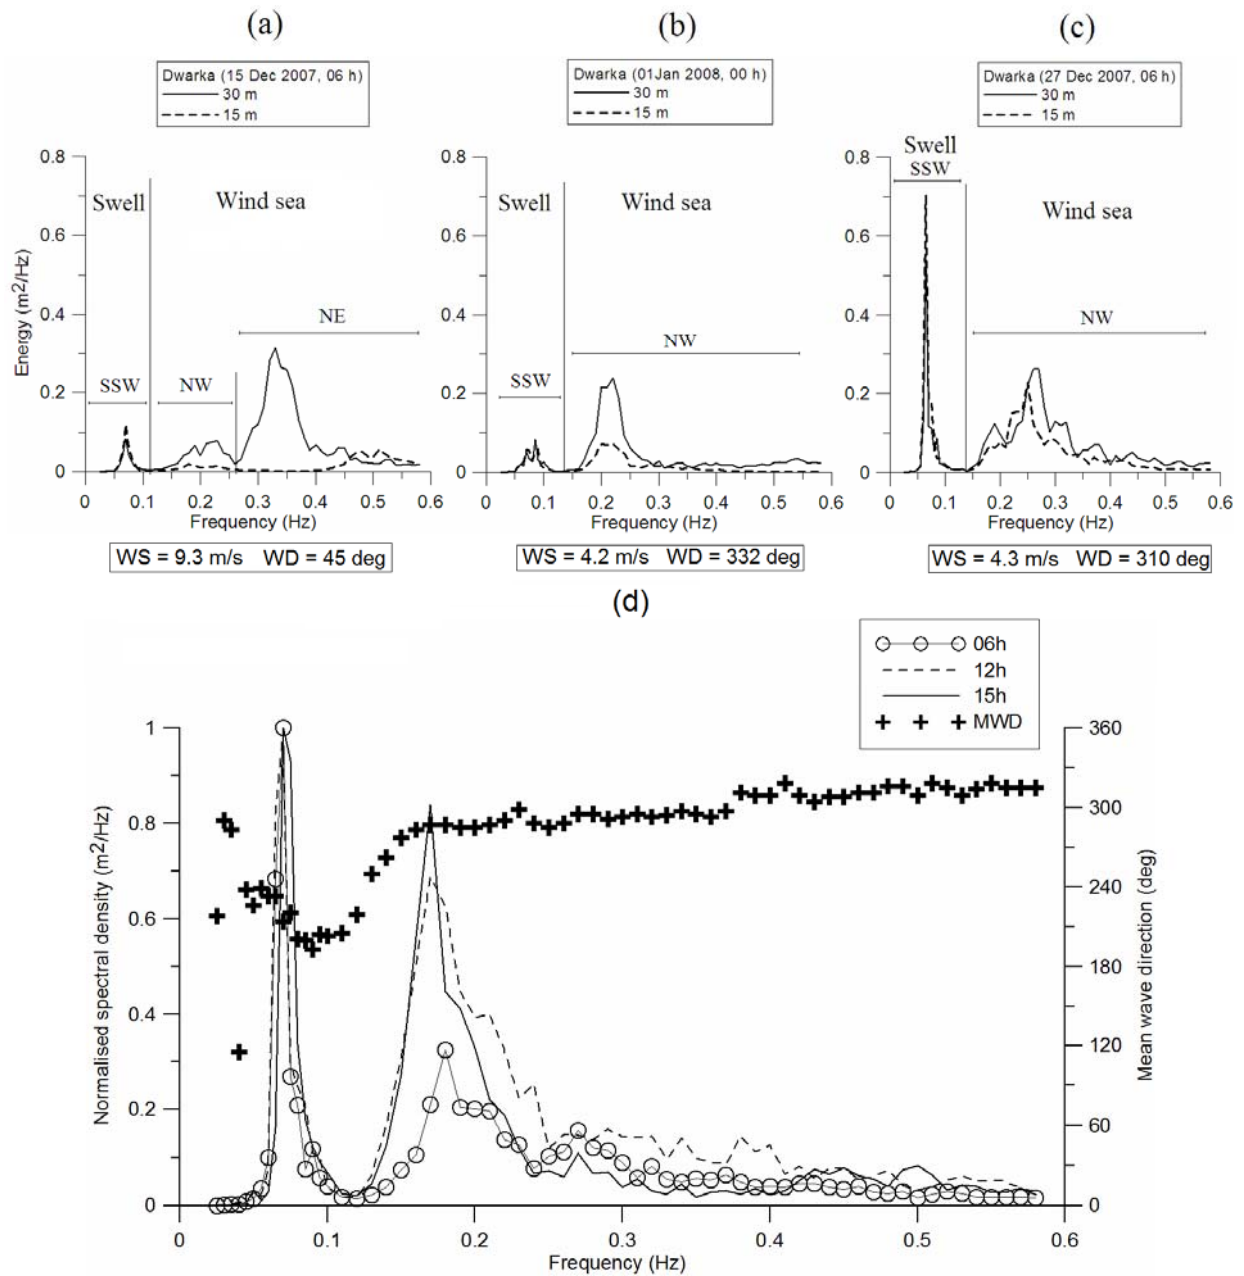 (a)
(b)
(c)
Dwarka (15 Dec 2007, 06 h)
30 m
15 m
Dwarka (01Jan 2008, 00 h)
30 m
15 m
Dwarka (27 Dec 2007, 06 h)
30 m
15 m
Energy (m2/Hz)
0.8
0.6
0.4
0.2
0
Swell
Wind sea
SSW
NW
NE
0 0.1 0.2 0.3 0.4 0.5 0.6
Frequency (Hz)
WS = 9.3 m/s WD = 45 deg
0.8
0.6
0.4
0.2
0
Swell
Wind sea
SSW
NW
0 0.1 0.2 0.3 0.4 0.5 0.6
Frequency (Hz)
WS = 4.2 m/s WD = 332 deg
0.8
0.6
0.4
0.2
0
Swell
SSW
Wind sea
NW
0 0.1 0.2 0.3 0.4 0.5 0.6
Frequency (Hz)
WS = 4.3 m/s WD = 310 deg
(d)
06h
12h
15h
MWD
Normalised spectral density (m2/Hz)
1
0.8
0.6
0.4
0.2
0
0 0.1 0.2 0.3 0.4 0.5 0.6
Frequency (Hz)
360
300
240
180
120
60
0
Mean wave direction (deg)